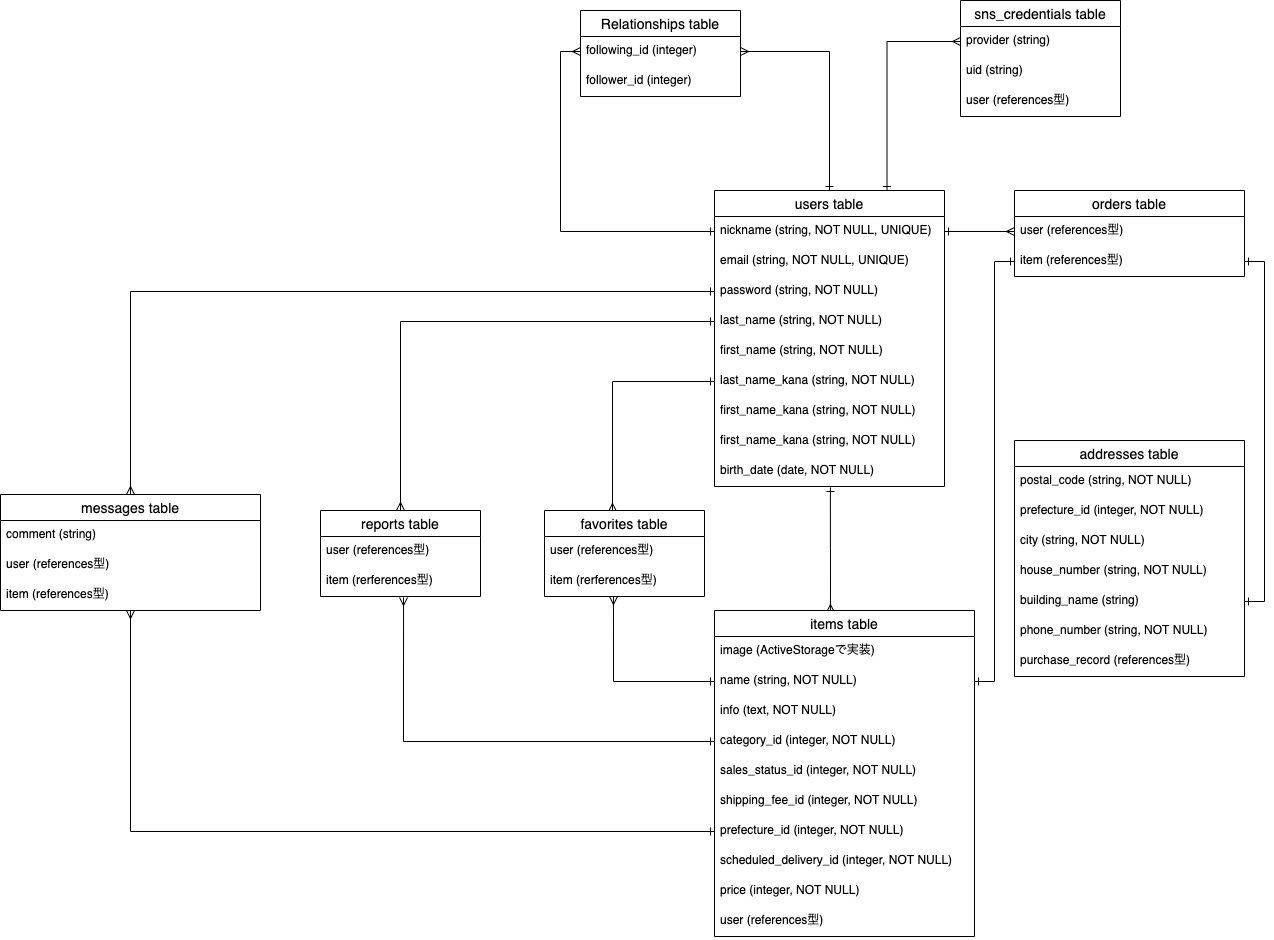 Relationships table
following_id (integer)
follower_id (integer)
sns_credentials table
provider (string)
uid (string)
user (references型)
users table
nickname (string, NOT NULL, UNIQUE)
email (string, NOT NULL, UNIQUE)
password (string, NOT NULL)
last_name (string, NOT NULL)
first_name (string, NOT NULL)
last_name_kana (string, NOT NULL)
first_name_kana (string, NOT NULL)
first_name_kana (string, NOT NULL)
birth_date (date, NOT NULL)
orders table
user (references型)
item (references型)
addresses table
postal_code (string, NOT NULL)
prefecture_id (integer, NOT NULL)
city (string, NOT NULL)
house_number (string, NOT NULL)
building_name (string)
phone_number (string, NOT NULL)
purchase_record (references型)
messages table
comment (string)
user (references型)
item (references型)
reports table
user (references型)
item (rerferences型)
favorites table
user (references型)
item (rerferences型)
items table
image (ActiveStorageで実装)
name (string, NOT NULL)
info (text, NOT NULL)
category_id (integer, NOT NULL)
sales_status_id (integer, NOT NULL)
shipping_fee_id (integer, NOT NULL)
prefecture_id (integer, NOT NULL)
scheduled_delivery_id (integer, NOT NULL)
price (integer, NOT NULL)
user (references型)